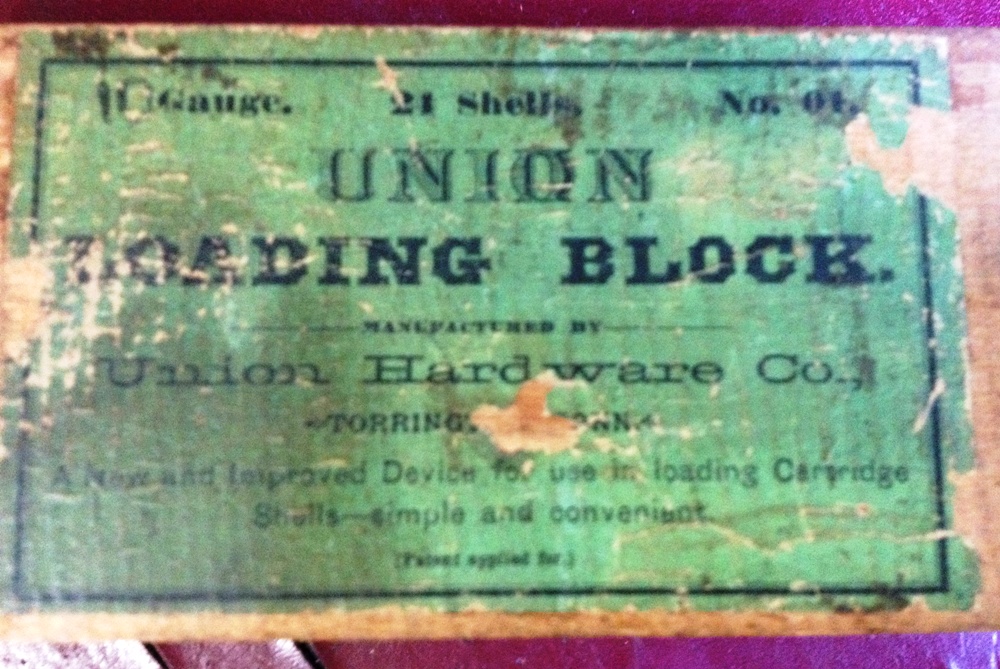 Gauge. 21 Shells. No. 01.
UNION
LOADING BLOCK.
MANUFACTURED BY
Union Hardware Co.,
CONN.
A New and Improved Device for use in loading Cartridge
Shells—simple and convenient.
(Patent applied for.)